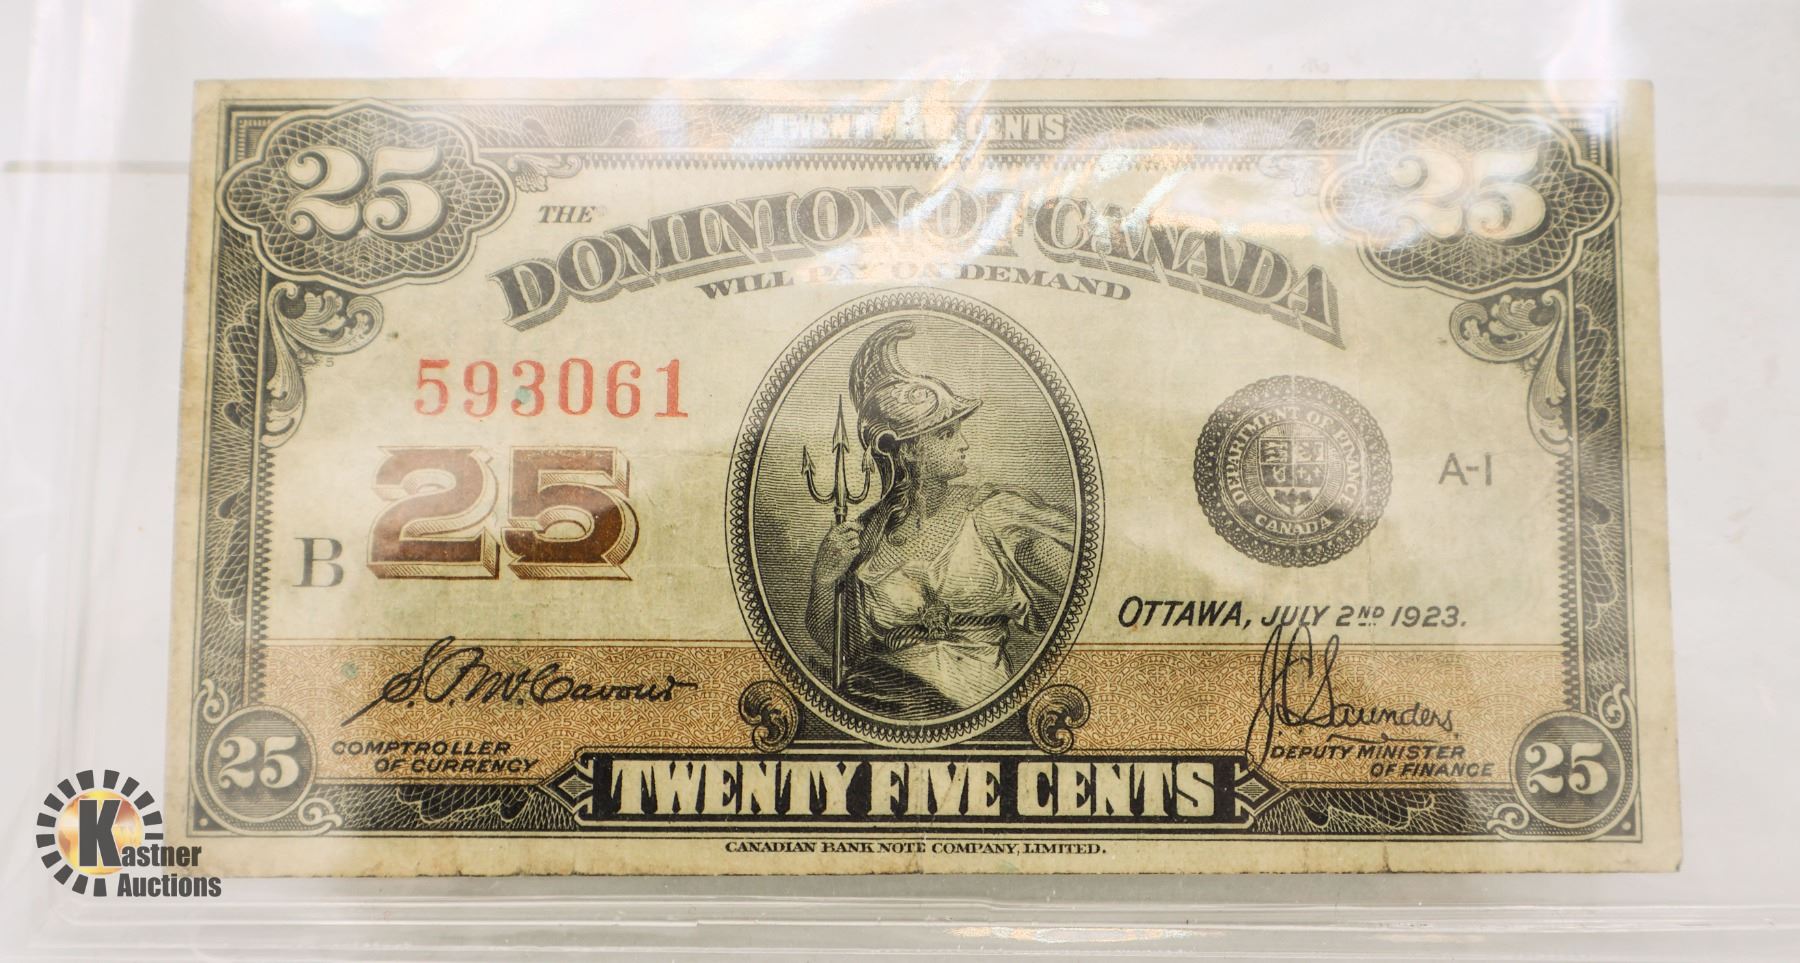 TWENTY FIVE CENTS
25 25
THE DOMINION OF CANADA
WILL PAY ON DEMAND
593061
25
B
DEPARTMENT OF FINANCE
CANADA
A-1
OTTAWA, JULY 2ND 1923.
S.P. McCavour
J.C. Saunders
COMPTROLLER
OF CURRENCY
DEPUTY MINISTER
OF FINANCE
25 25
TWENTY FIVE CENTS
CANADIAN BANK NOTE COMPANY, LIMITED.
Kastner
Auctions